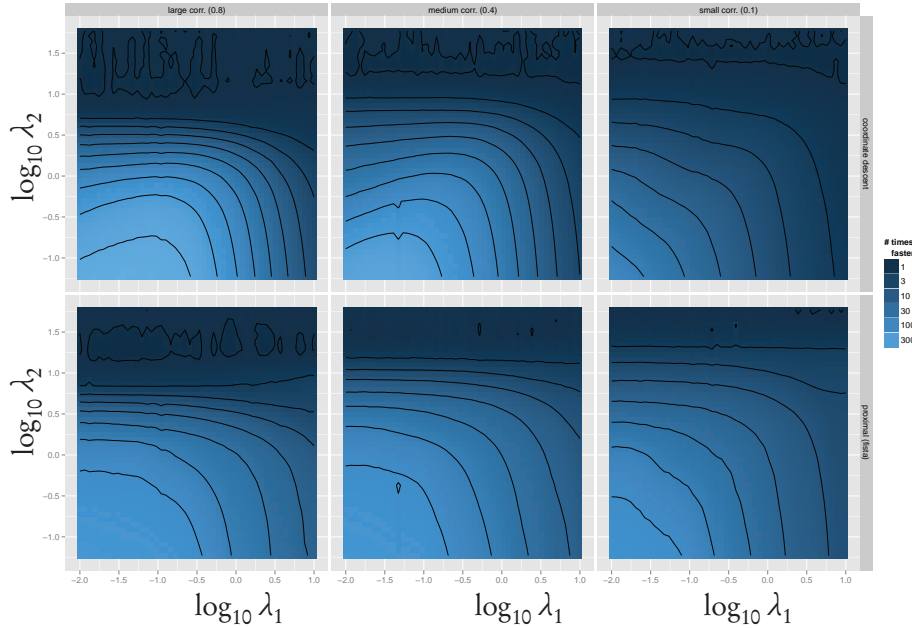 large corr. (0.8)
medium corr. (0.4)
small corr. (0.1)
1.5
1.0
0.5
0.0
−0.5
−1.0
log10 λ2
coordinate descent
1.5
1.0
0.5
0.0
−0.5
−1.0
log10 λ2
proximal (fista)
# times
faster
1
3
10
30
100
300
−2.0 −1.5 −1.0 −0.5 0.0 0.5 1.0
−2.0 −1.5 −1.0 −0.5 0.0 0.5 1.0
−2.0 −1.5 −1.0 −0.5 0.0 0.5 1.0
log10 λ1
log10 λ1
log10 λ1